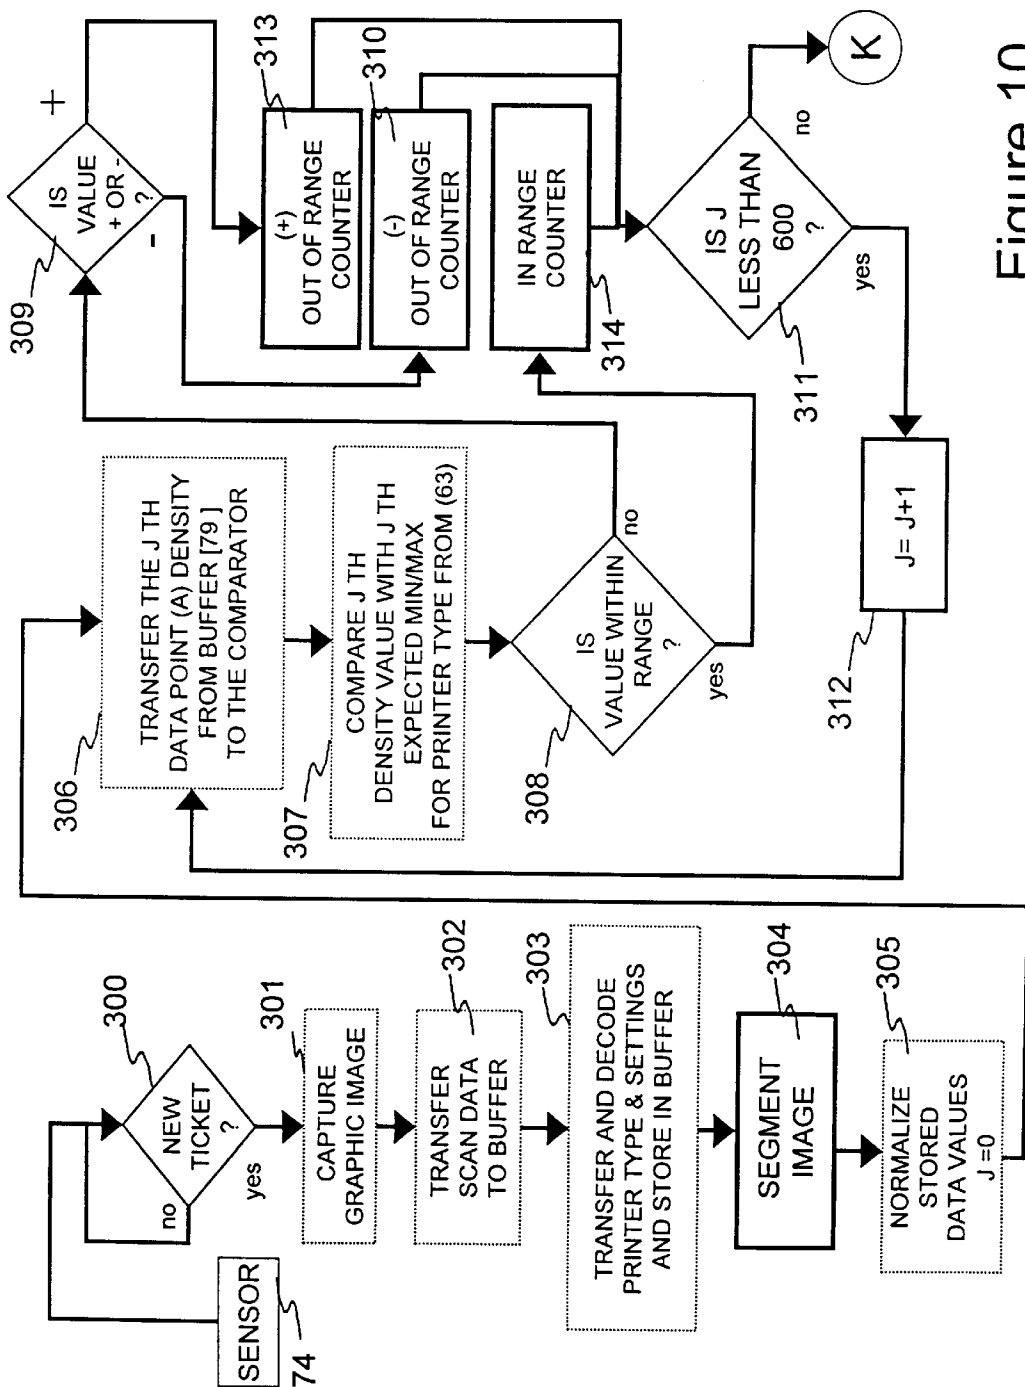 SENSOR
74
300
NEW
TICKET
?
no
yes
301
CAPTURE
GRAPHIC IMAGE
302
TRANSFER
SCAN DATA
TO BUFFER
303
TRANSFER AND DECODE
PRINTER TYPE & SETTINGS
AND STORE IN BUFFER
304
SEGMENT
IMAGE
305
NORMALIZE
STORED
DATA VALUES
J =0
306
TRANSFER THE J TH
DATA POINT (A) DENSITY
FROM BUFFER [79 ]
TO THE COMPARATOR
307
COMPARE J TH
DENSITY VALUE WITH J TH
EXPECTED MIN/MAX
FOR PRINTER TYPE FROM (63)
308
IS
VALUE WITHIN
RANGE
?
no
yes
309
IS
VALUE
+ OR -
?
+
-
313
(+)
OUT OF RANGE
COUNTER
310
(-)
OUT OF RANGE
COUNTER
IN RANGE
COUNTER
314
IS J
LESS THAN
600
?
311
no
yes
K
J= J+1
312
Figure 10